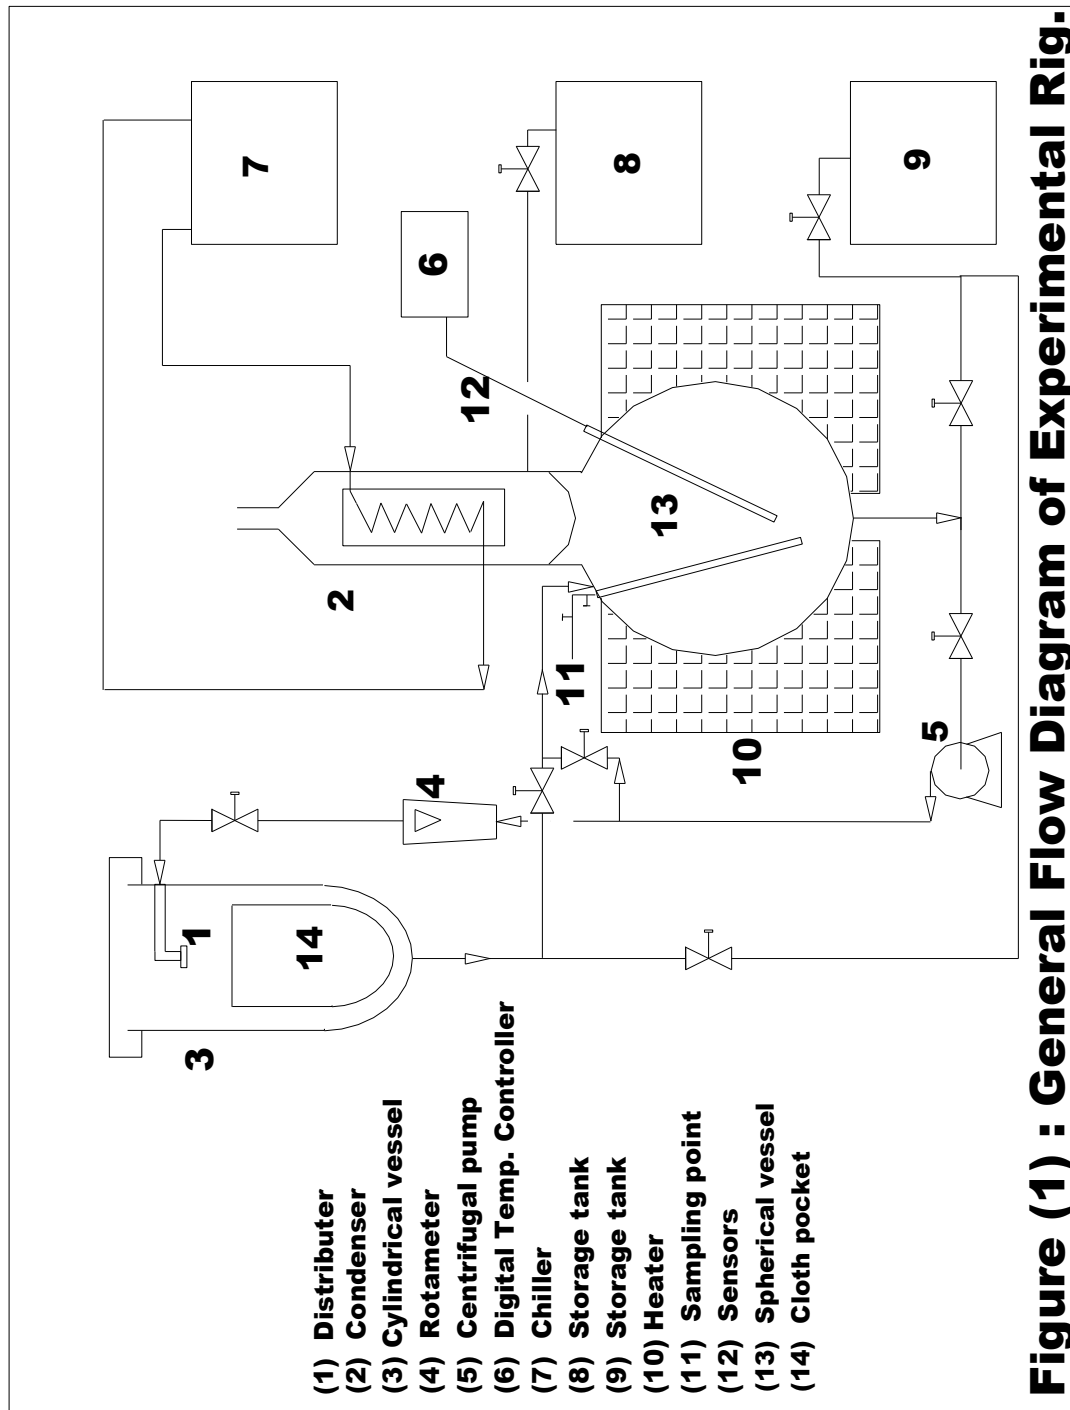 7
8
9
6
12
2
13
11
10
5
4
1
14
3
(1) Distributer
(2) Condenser
(3) Cylindrical vessel
(4) Rotameter
(5) Centrifugal pump
(6) Digital Temp. Controller
(7) Chiller
(8) Storage tank
(9) Storage tank
(10) Heater
(11) Sampling point
(12) Sensors
(13) Spherical vessel
(14) Cloth pocket
Figure (1) : General Flow Diagram of Experimental Rig.